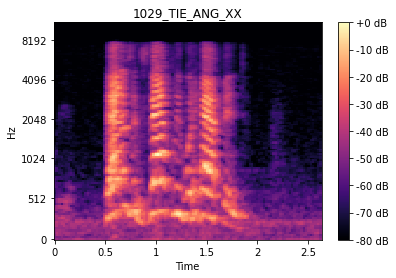 1029_TIE_ANG_XX
+0 dB
8192
-10 dB
-20 dB
4096
-30 dB
2048
-40 dB
Hz
-50 dB
1024
-60 dB
512
-70 dB
0
-80 dB
0 0.5 1 1.5 2 2.5
Time